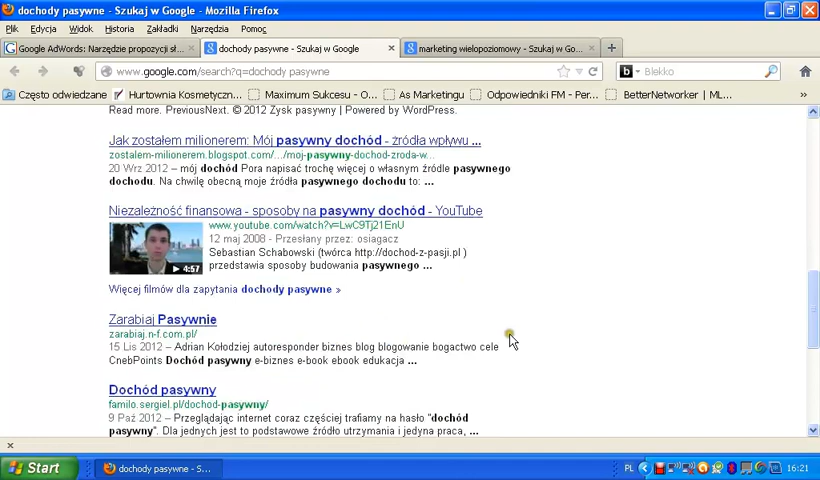 dochody pasywne - Szukaj w Google - Mozilla Firefox
Plik Edycja Widok Historia Zakładki Narzędzia Pomoc
Google AdWords: Narzędzie propozycji sł... dochody pasywne - Szukaj w Google marketing wielopoziomowy - Szukaj w Go...
www.google.com/search?q=dochody pasywne Blekko
Często odwiedzane Hurtownia Kosmetyczn... Maximum Sukcesu - O... As Marketingu Odpowiedniki FM - Per... BetterNetworker | ML...
Read more. PreviousNext. © 2012 Zysk pasywny | Powered by WordPress.
Jak zostałem milionerem: Mój pasywny dochód - źródła wpływu ...
zostalem-milionerem.blogspot.com/.../moj-pasywny-dochod-zroda-w...
20 Wrz 2012 – mój dochód Pora napisać trochę więcej o własnym źródle pasywnego
dochodu. Na chwilę obecną moje źródła pasywnego dochodu to: ...
Niezależność finansowa - sposoby na pasywny dochód - YouTube
www.youtube.com/watch?v=LwC9Tj21EnU
12 maj 2008 - Przesłany przez: osiagacz
Sebastian Schabowski (twórca http://dochod-z-pasji.pl )
przedstawia sposoby budowania pasywnego ...
4:57
Więcej filmów dla zapytania dochody pasywne »
Zarabiaj Pasywnie
zarabiaj.n-f.com.pl/
15 Lis 2012 – Adrian Kołodziej autoresponder biznes blog blogowanie bogactwo cele
CnebPoints Dochód pasywny e-biznes e-book ebook edukacja ...
Dochód pasywny
familo.sergiel.pl/dochod-pasywny/
9 Paź 2012 – Przeglądając internet coraz częściej trafiamy na hasło "dochód
pasywny". Dla jednych jest to podstawowe źródło utrzymania i jedyna praca, ...
Start dochody pasywne - S... PL 16:21